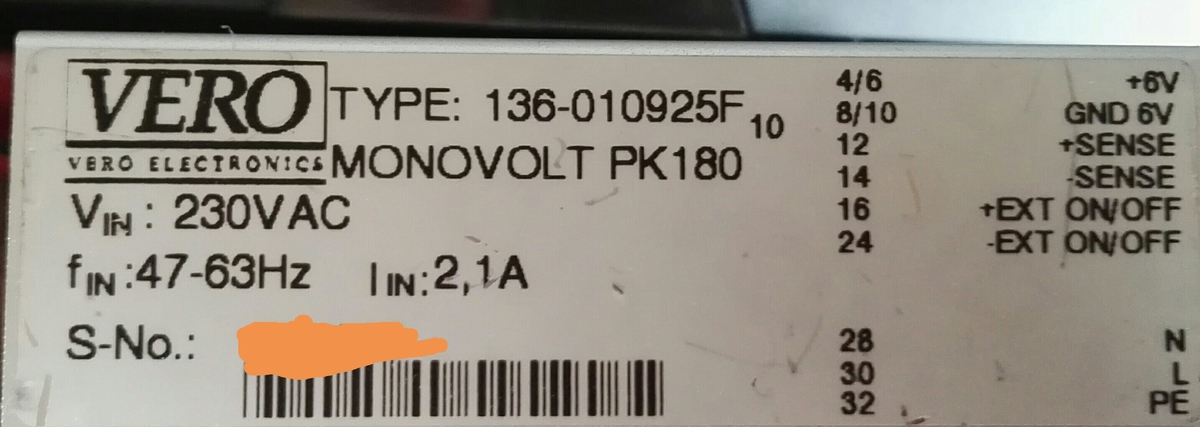 VERO
VERO ELECTRONICS
TYPE: 136-010925F 10
MONOVOLT PK180
VIN : 230VAC
fIN :47-63Hz IIN:2,1A
S-No.:
4/6 +6V
8/10 GND 6V
12 +SENSE
14 -SENSE
16 +EXT ON/OFF
24 -EXT ON/OFF
28 N
30 L
32 PE